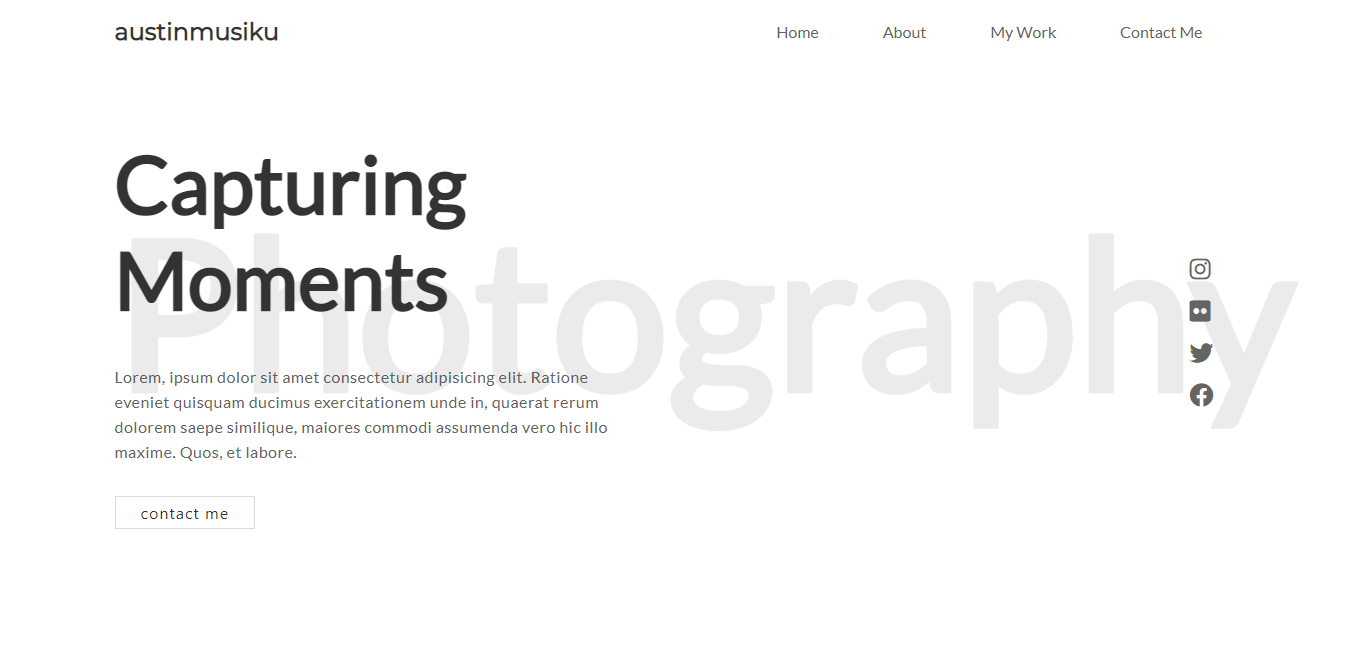 austinmusiku
Home About My Work Contact Me
Capturing
Moments
Photography
Lorem, ipsum dolor sit amet consectetur adipisicing elit. Ratione
eveniet quisquam ducimus exercitationem unde in, quaerat rerum
dolorem saepe similique, maiores commodi assumenda vero hic illo
maxime. Quos, et labore.
contact me